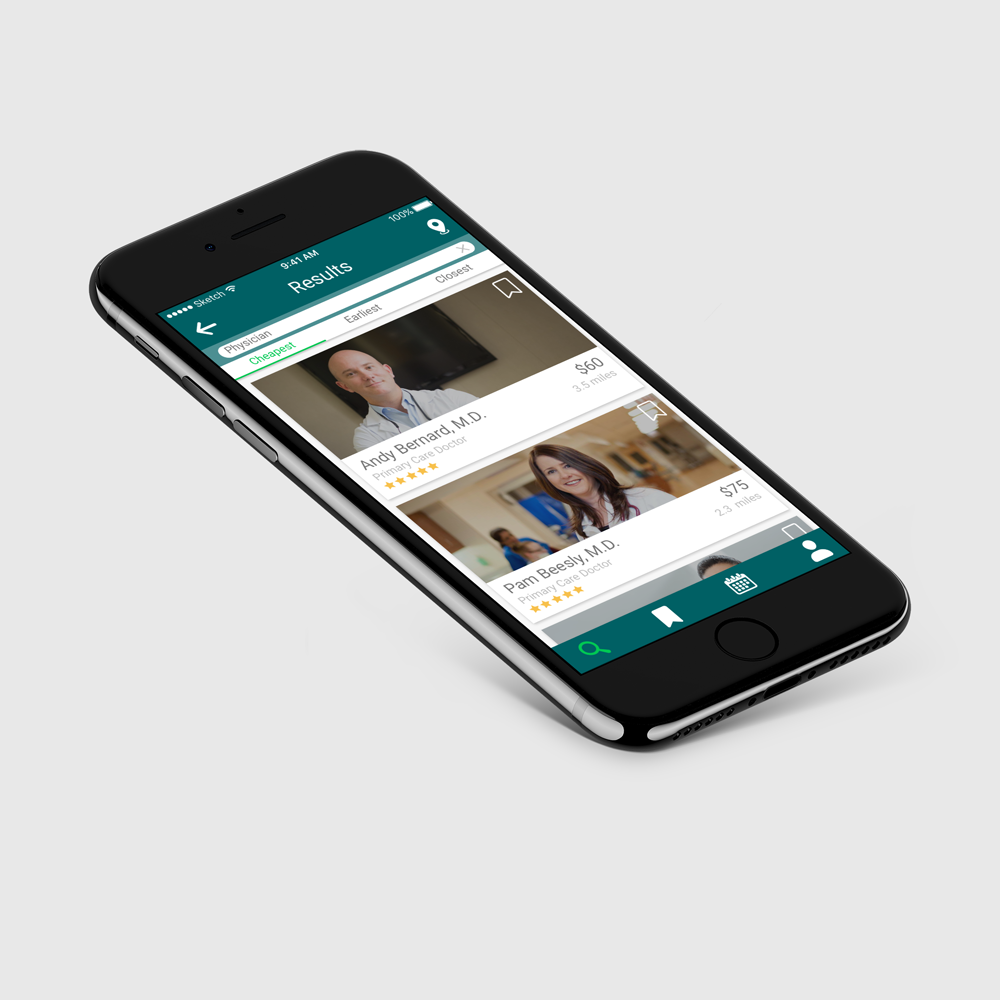 Sketch 9:41 AM 100%
Results
Physician
Cheapest Earliest Closest
Andy Bernard, M.D. $60
Primary Care Doctor 3.5 miles
Pam Beesly, M.D. $75
Primary Care Doctor 2.3 miles